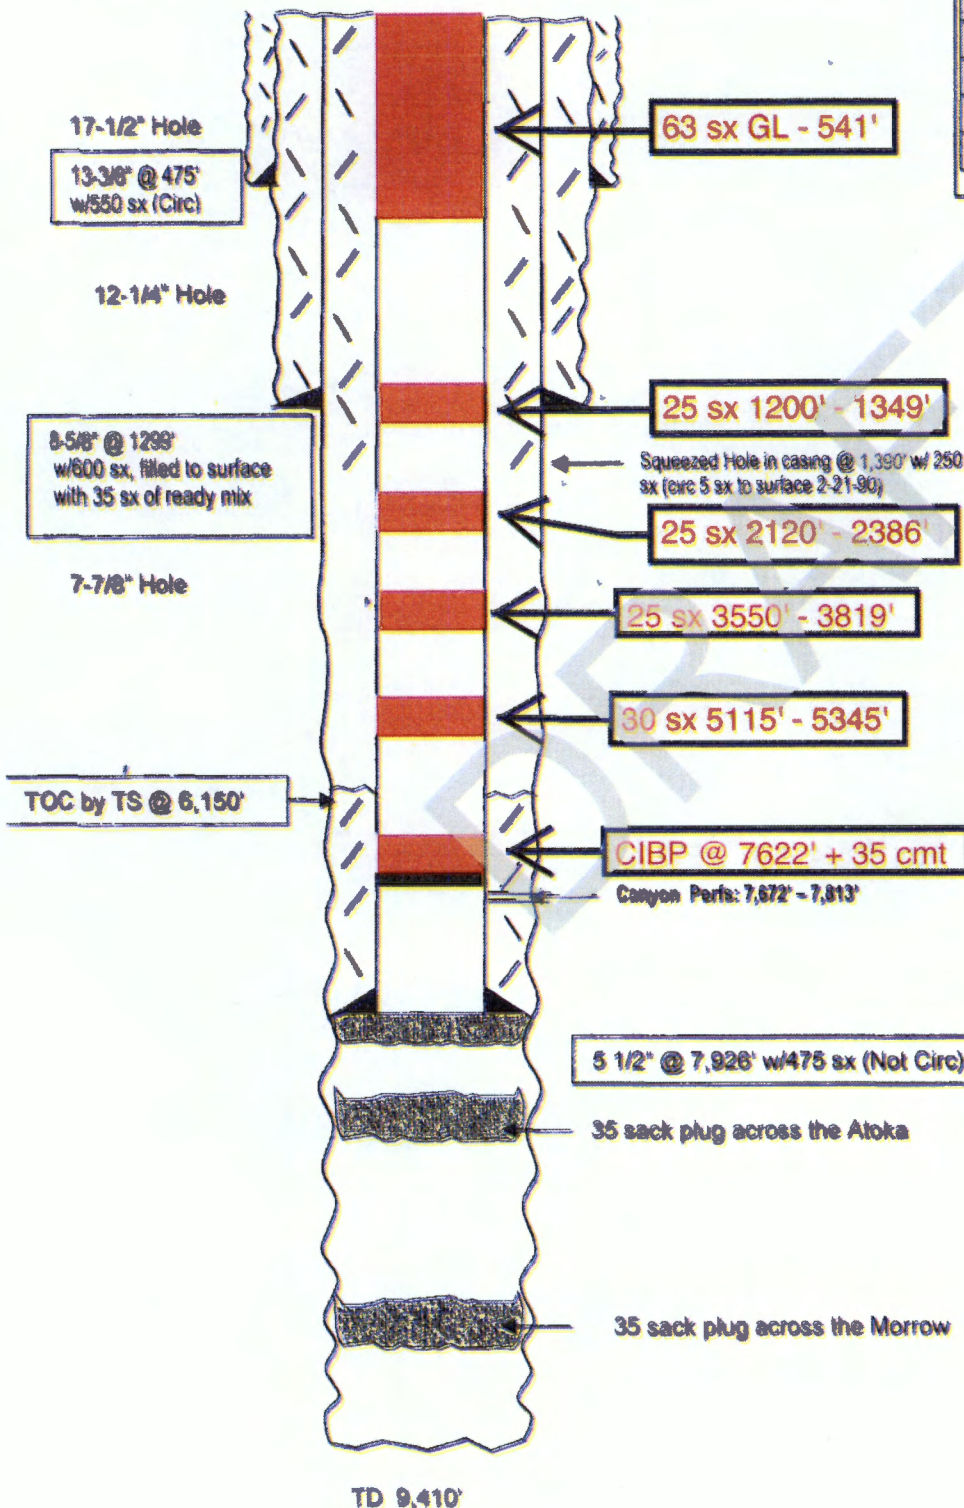 63 sx GL - 541'
17-1/2" Hole
13-3/8" @ 475'
w/550 sx (Circ)
12-1/4" Hole
25 sx 1200' - 1349'
8-5/8" @ 1299'
w/600 sx, filled to surface
with 35 sx of ready mix
Squeezed Hole in casing @ 1,390' w/ 250
sx (circ 5 sx to surface 2-21-90)
25 sx 2120' - 2386'
7-7/8" Hole
25 sx 3550' - 3819'
30 sx 5115' - 5345'
TOC by TS @ 6,150'
CIBP @ 7622' + 35 cmt
Canyon Perfs: 7,672' - 7,813'
5 1/2" @ 7,926' w/475 sx (Not Circ)
35 sack plug across the Atoka
35 sack plug across the Morrow
TD 9,410'
DRAFT